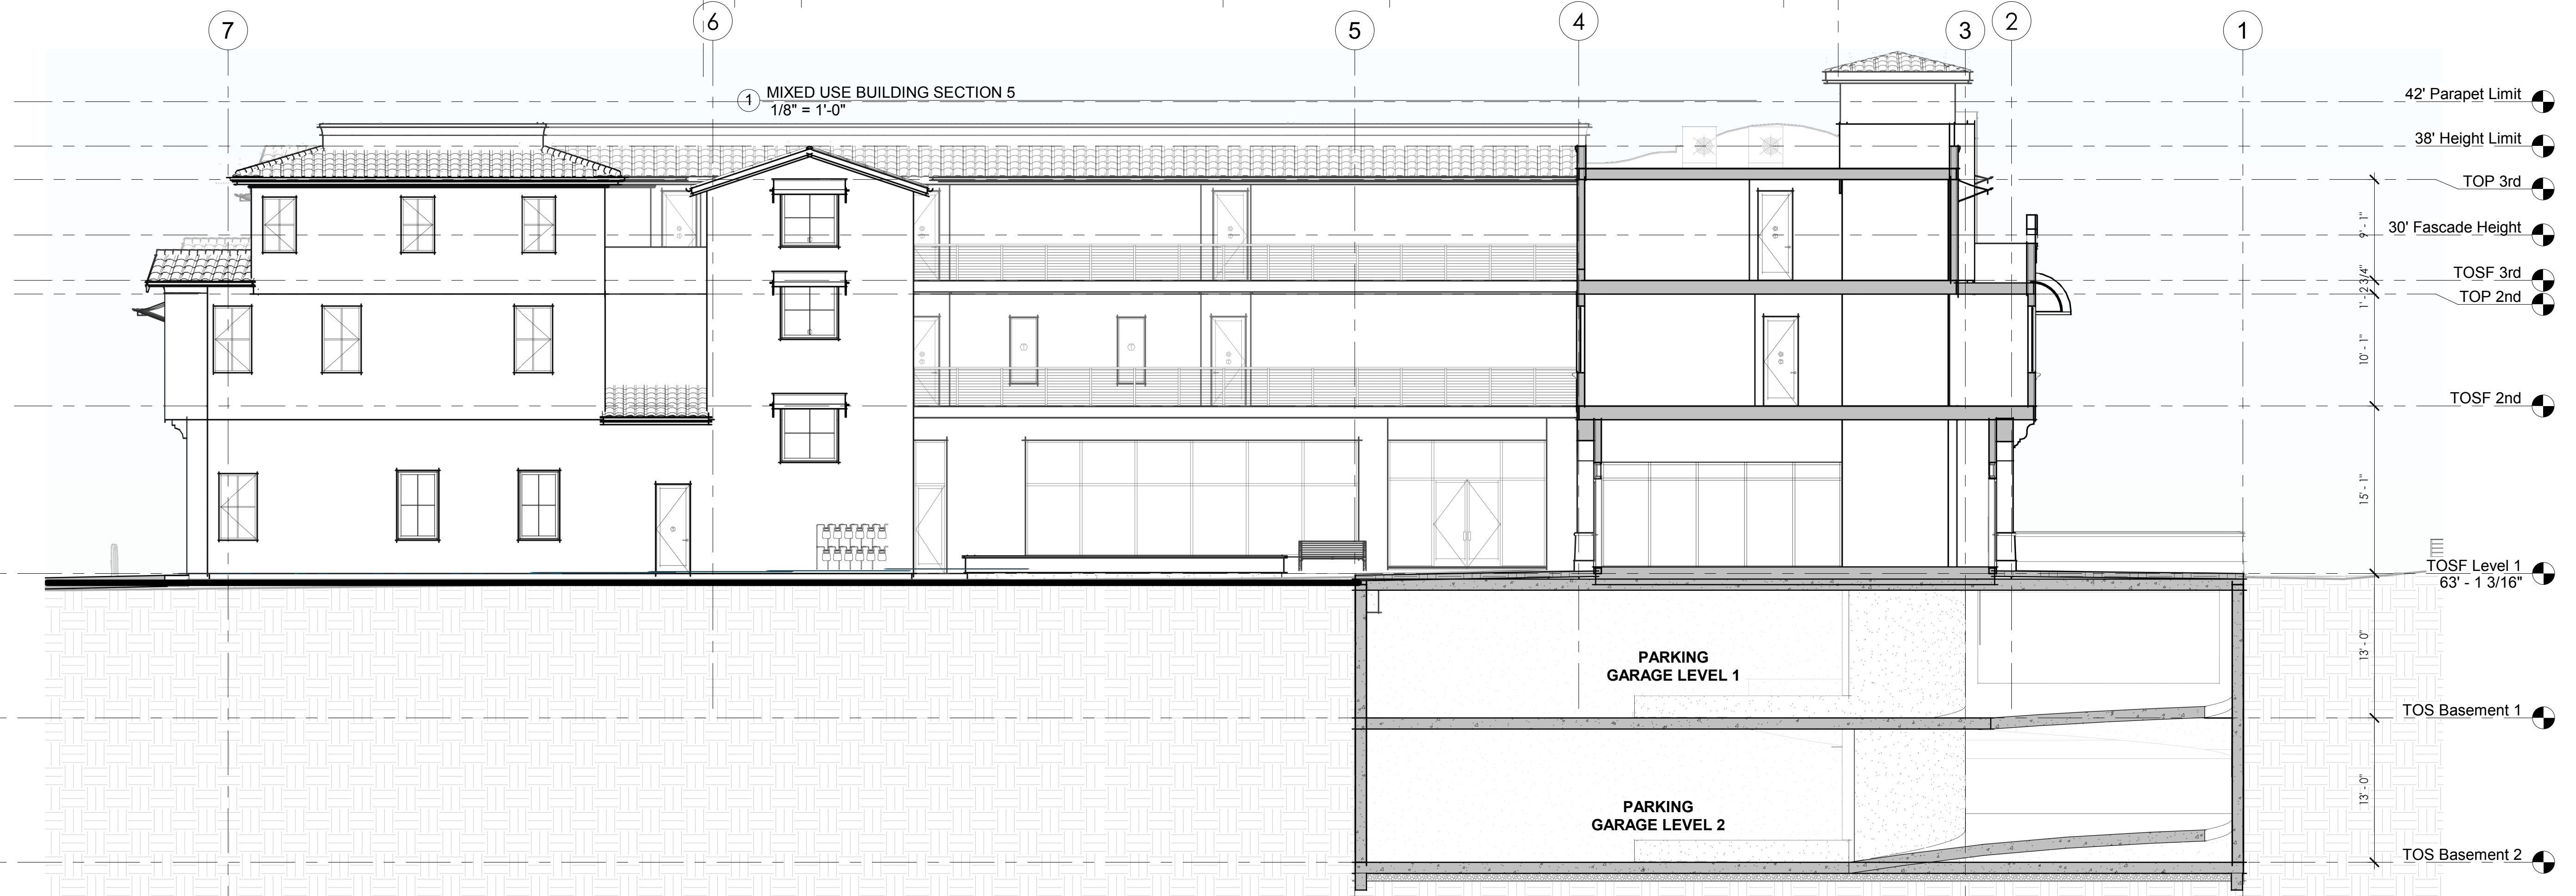 7
6
5
4
3
2
1
1
MIXED USE BUILDING SECTION 5
1/8" = 1'-0"
42' Parapet Limit
38' Height Limit
TOP 3rd
9' - 1"
30' Fascade Height
TOSF 3rd
1' - 2 3/4"
TOP 2nd
10' - 1"
TOSF 2nd
15' - 1"
TOSF Level 1
63' - 1 3/16"
13' - 0"
PARKING
GARAGE LEVEL 1
TOS Basement 1
13' - 0"
PARKING
GARAGE LEVEL 2
TOS Basement 2